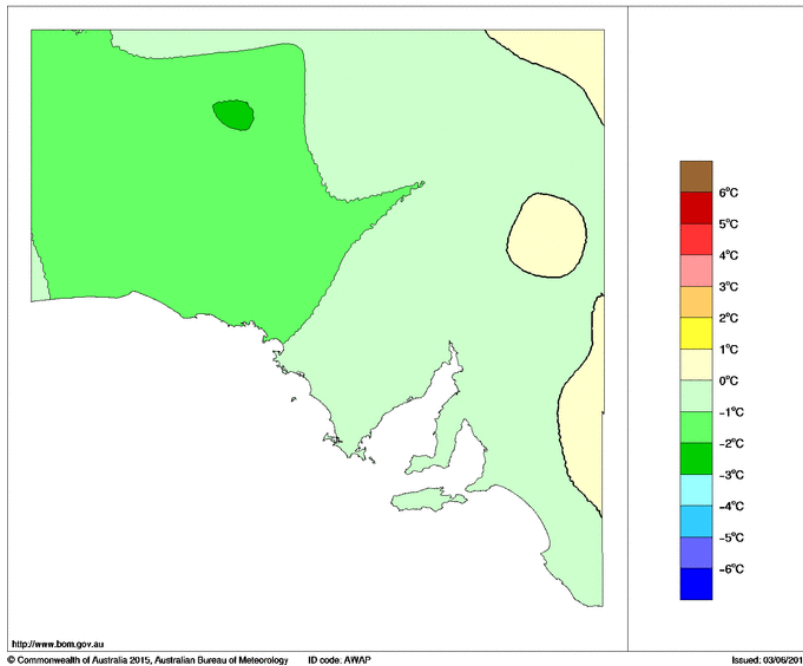 6°C
5°C
4°C
3°C
2°C
1°C
0°C
-1°C
-2°C
-3°C
-4°C
-5°C
-6°C
http://www.bom.gov.au
© Commonwealth of Australia 2015, Australian Bureau of Meteorology ID code: AWAP Issued: 03/06/201